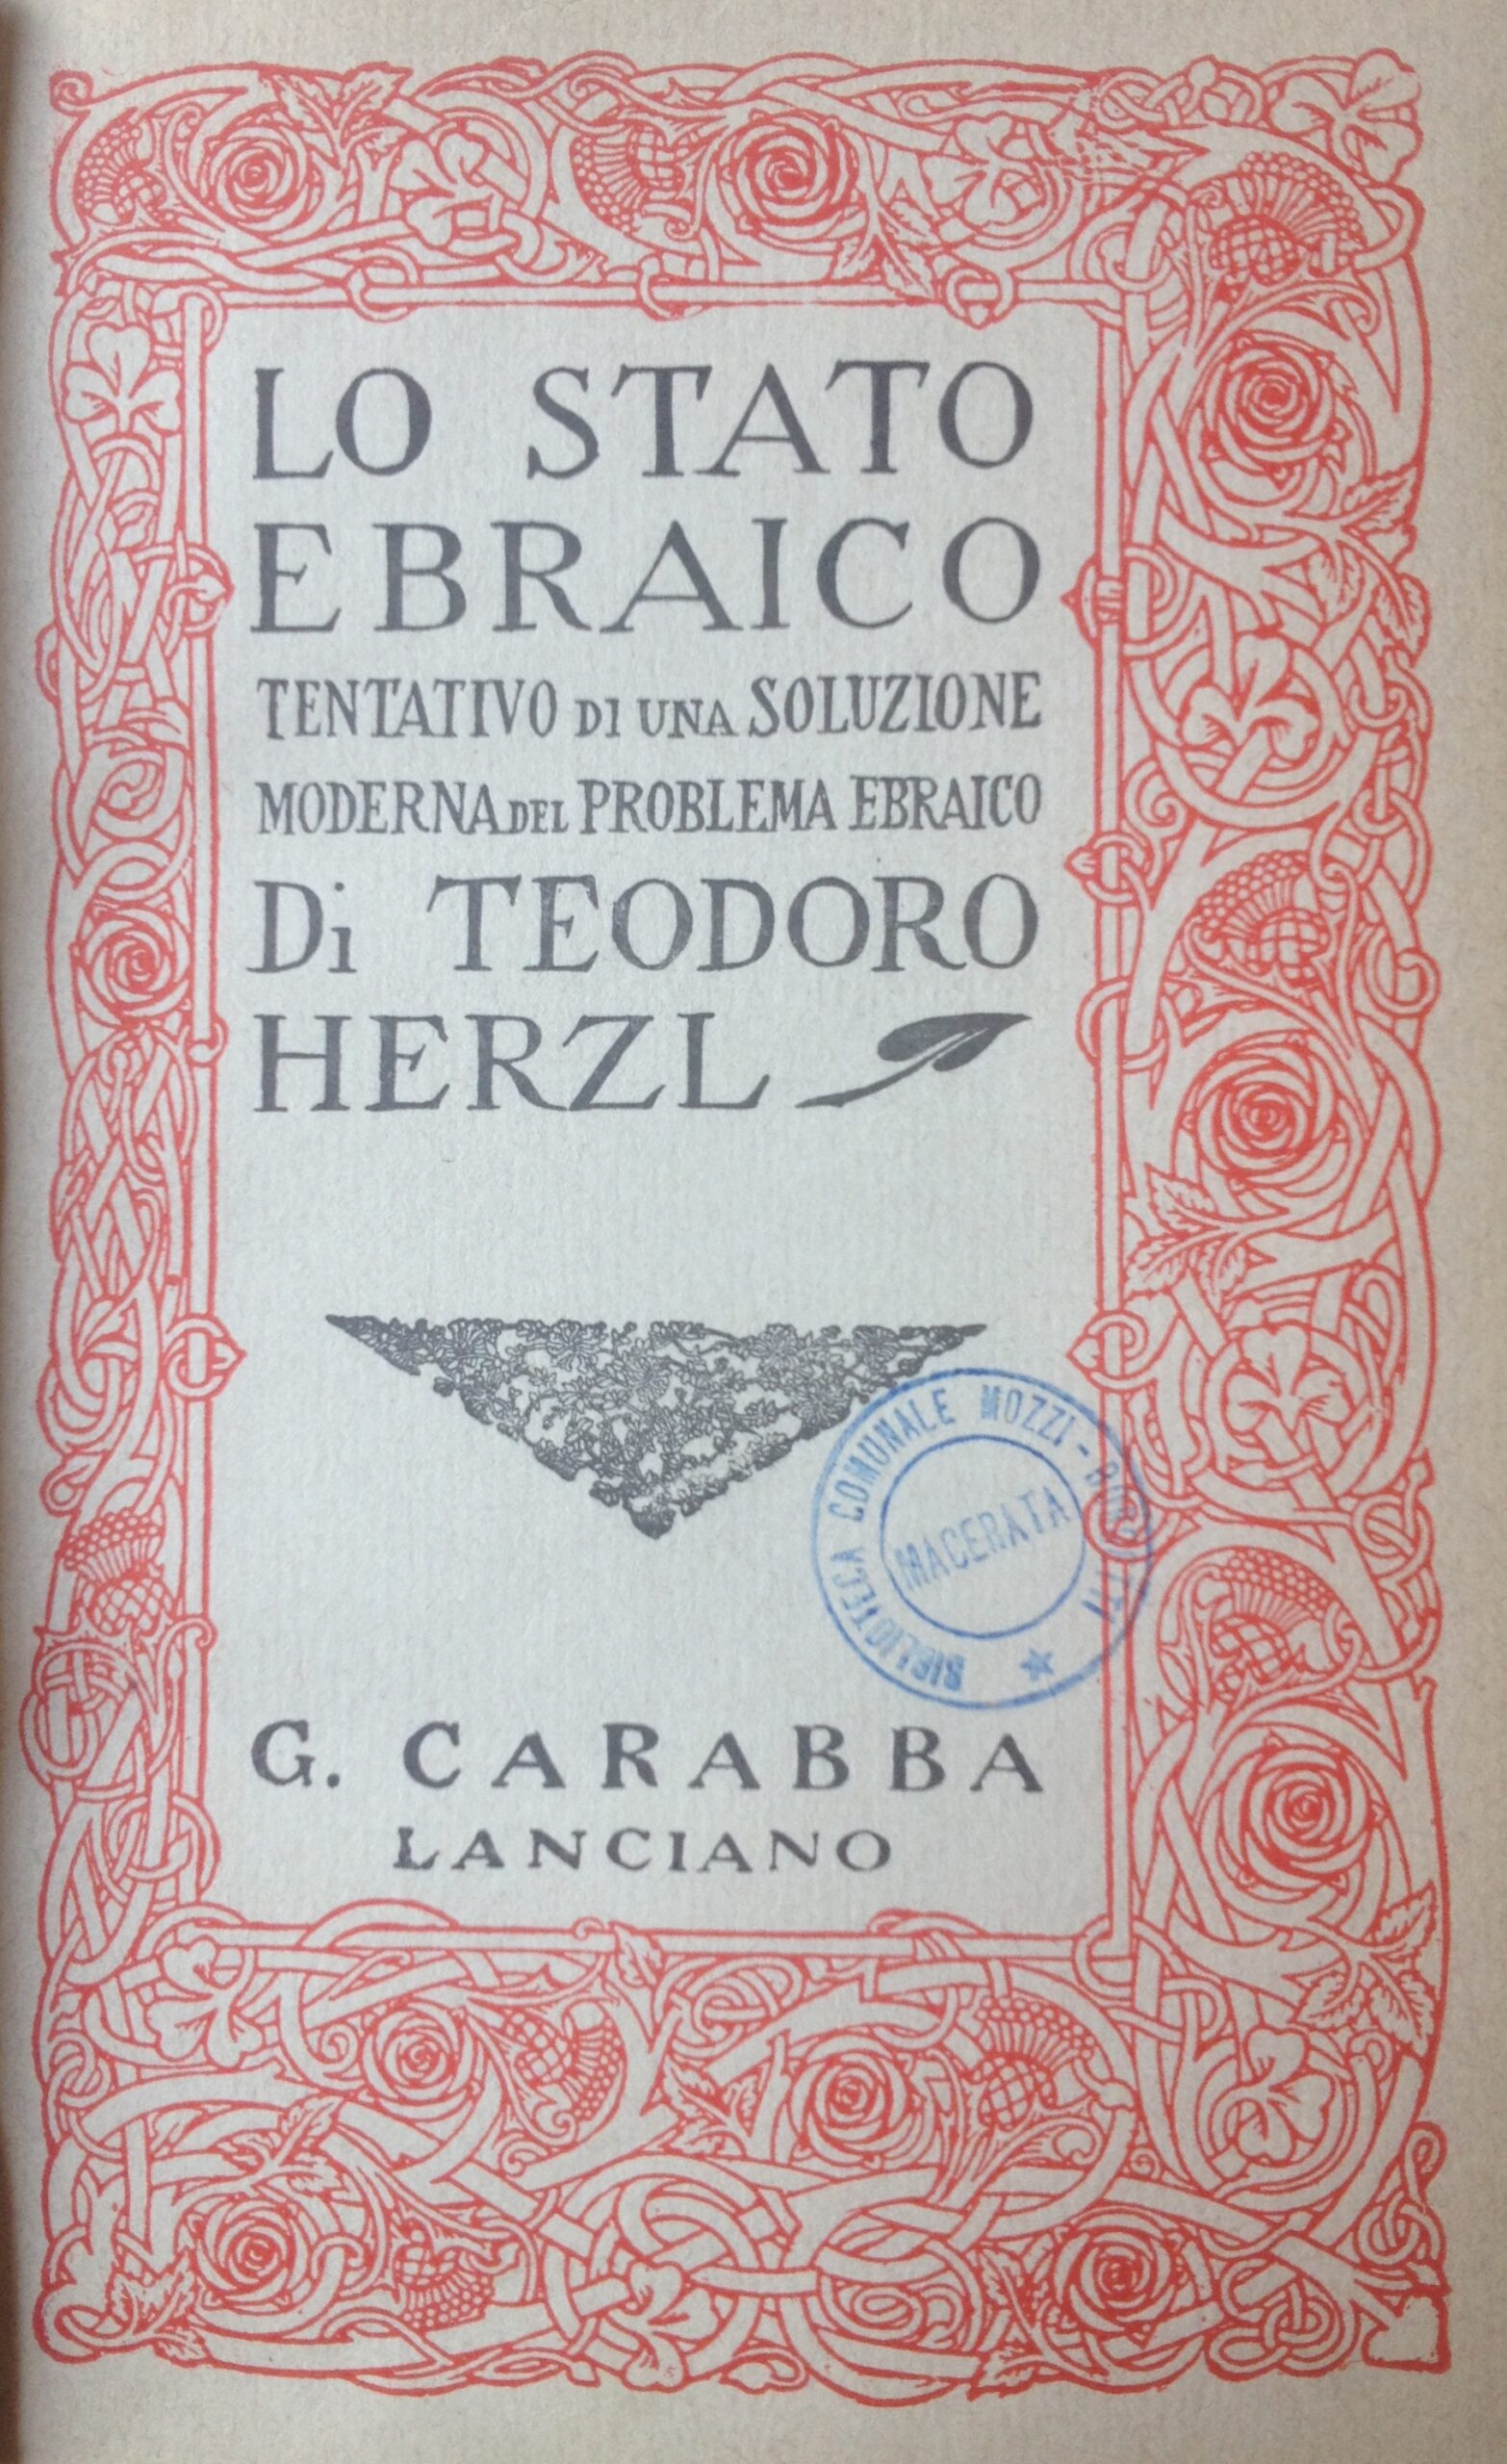 LO STATO
EBRAICO
TENTATIVO DI UNA SOLUZIONE
MODERNA DEL PROBLEMA EBRAICO
Di TEODORO
HERZL
BIBLIOTECA COMUNALE MOZZI - BORGETTI
MACERATA
G. CARABBA
LANCIANO